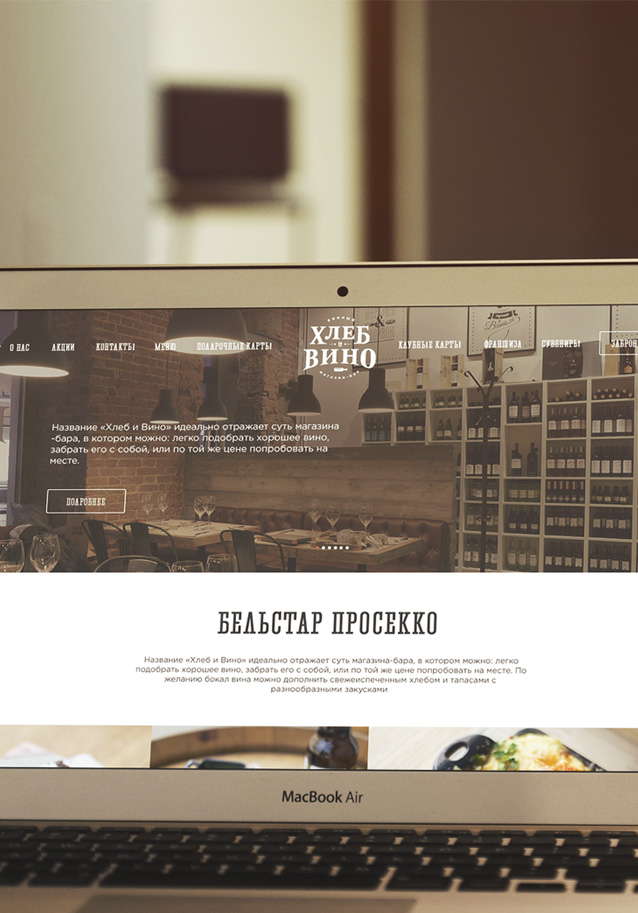 О НАС
АКЦИИ
КОНТАКТЫ
МЕНЮ
ПОДАРОЧНЫЕ КАРТЫ
ХЛЕБ
И
ВИНО
МАГАЗИН-БАР
КЛУБНЫЕ КАРТЫ
ФРАНШИЗА
СУВЕНИРЫ
ЗАБРОН
Название «Хлеб и Вино» идеально отражает суть магазина
-бара, в котором можно: легко подобрать хорошее вино,
забрать его с собой, или по той же цене попробовать на
месте.
ПОДРОБНЕЕ
БЕЛЬСТАР ПРОСЕККО
Название «Хлеб и Вино» идеально отражает суть магазина-бара, в котором можно: легко
подобрать хорошее вино, забрать его с собой, или по той же цене попробовать на месте. По
желанию бокал вина можно дополнить свежеиспеченным хлебом и тапасами с
разнообразными закусками
MacBook Air